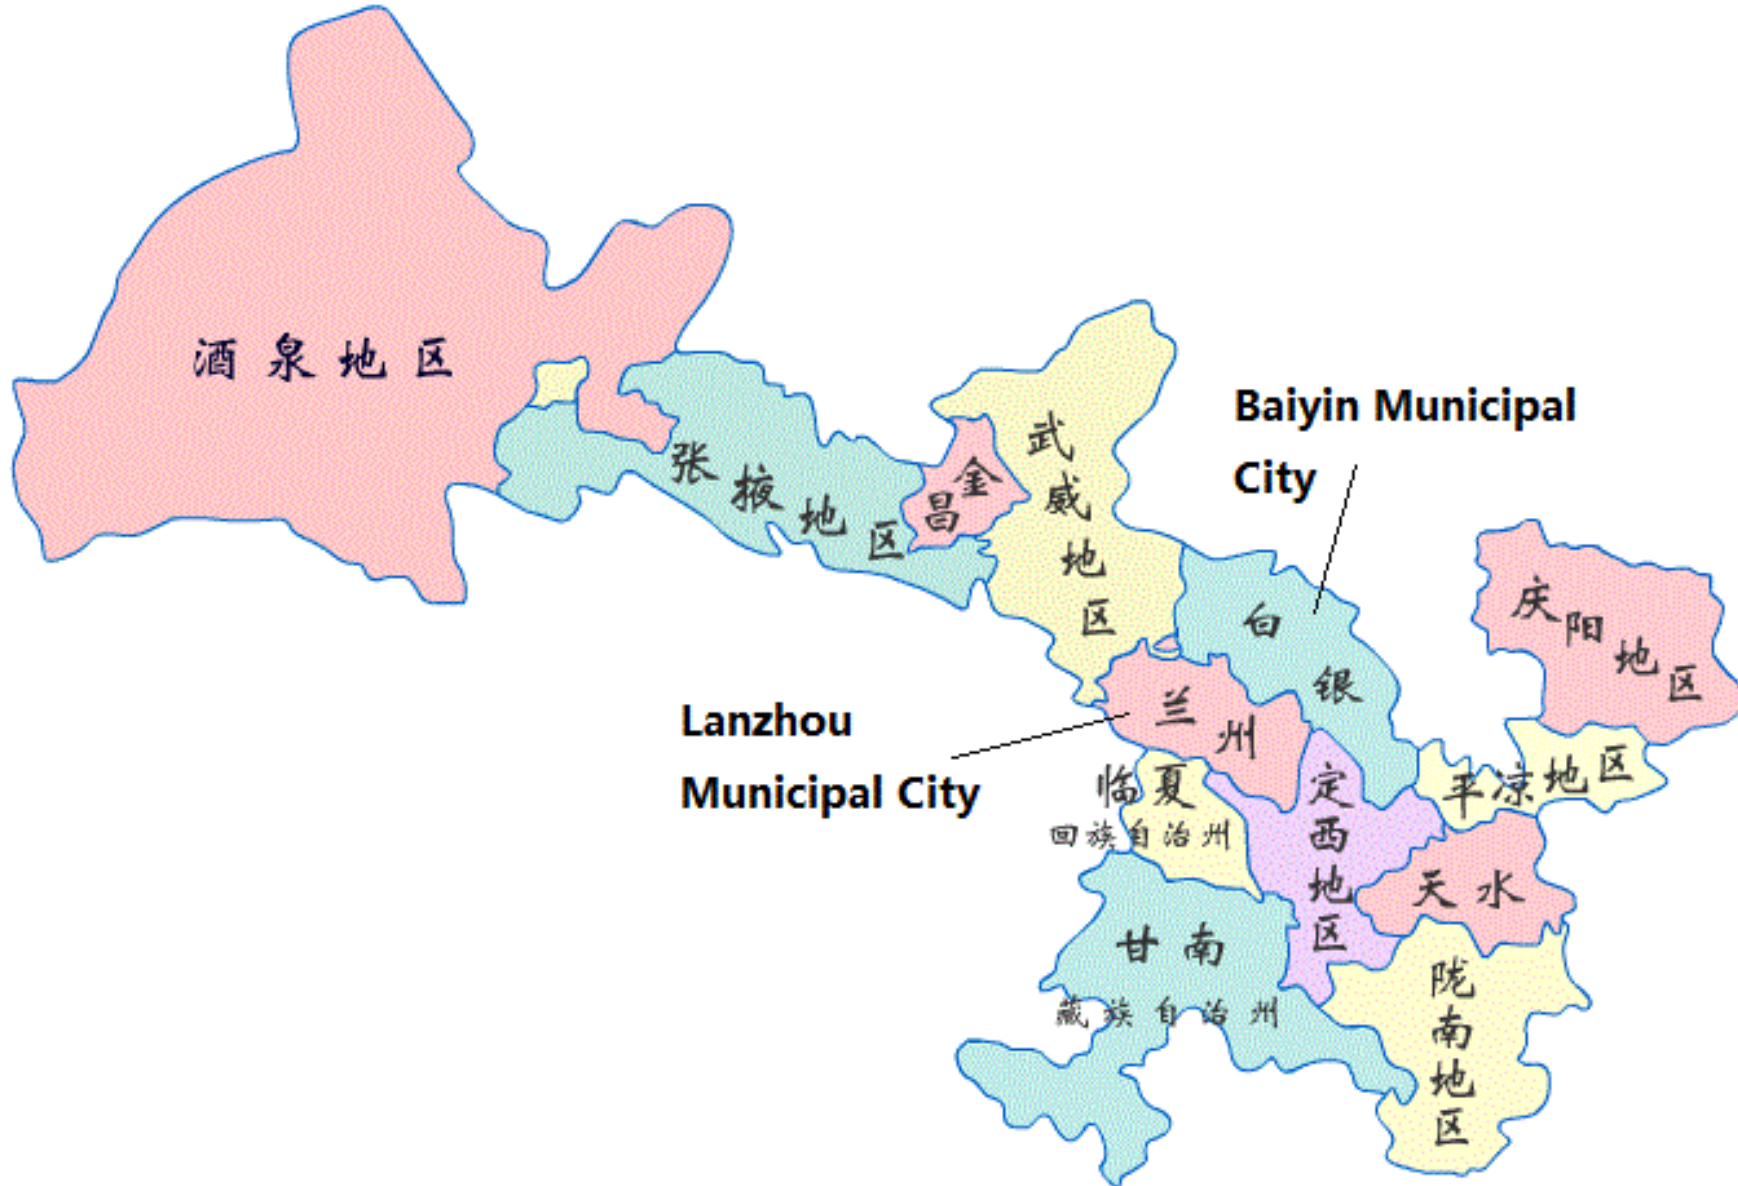 酒泉地区
张掖地区
金昌
武威地区
Baiyin Municipal
City
白银
庆阳地区
Lanzhou
Municipal City
兰州
临夏
回族自治州
定西地区
平凉地区
天水
甘南
藏族自治州
陇南地区